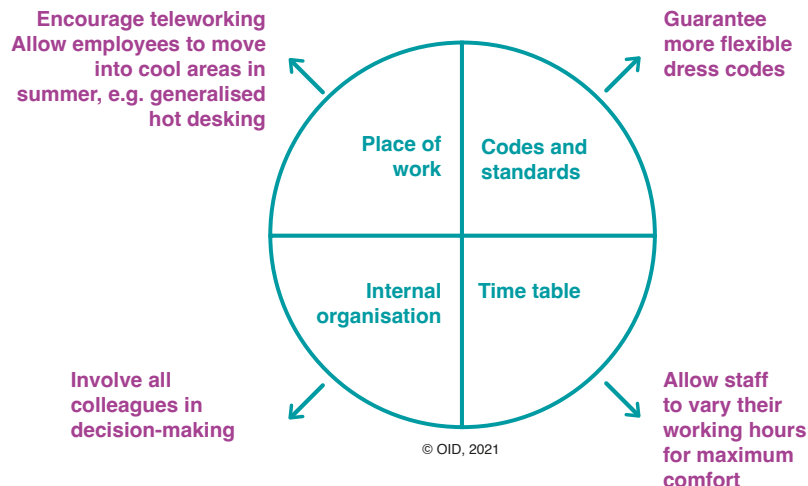 Encourage teleworking
Allow employees to move
into cool areas in
summer, e.g. generalised
hot desking
Guarantee
more flexible
dress codes
Place of
work
Codes and
standards
Internal
organisation
Time table
Involve all
colleagues in
decision-making
Allow staff
to vary their
working hours
for maximum
comfort
© OID, 2021